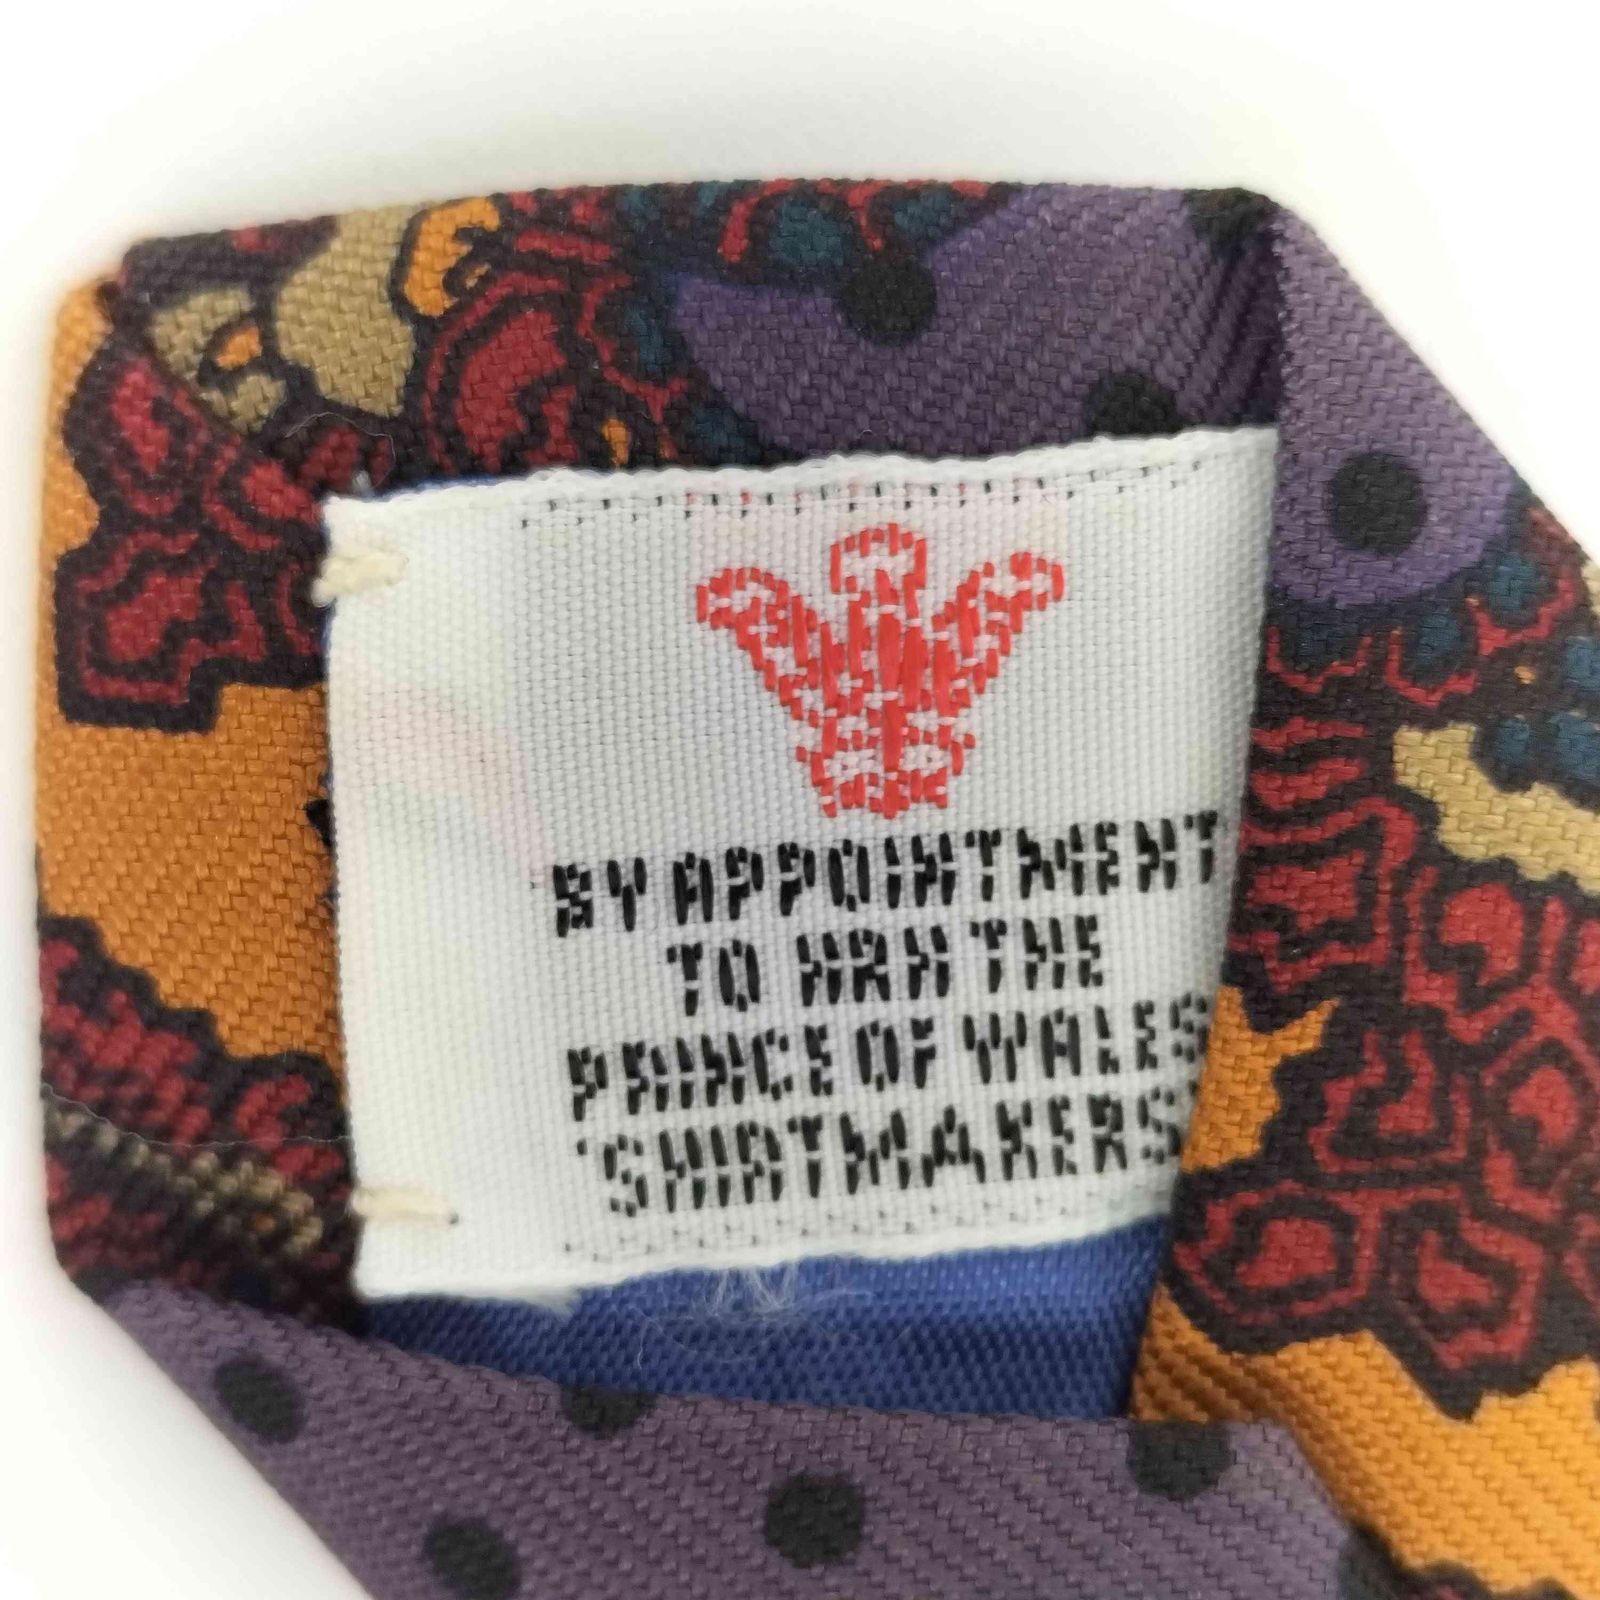 BY APPOINTMENT
TO HRH THE
PRINCE OF WALES
SHIRTMAKERS